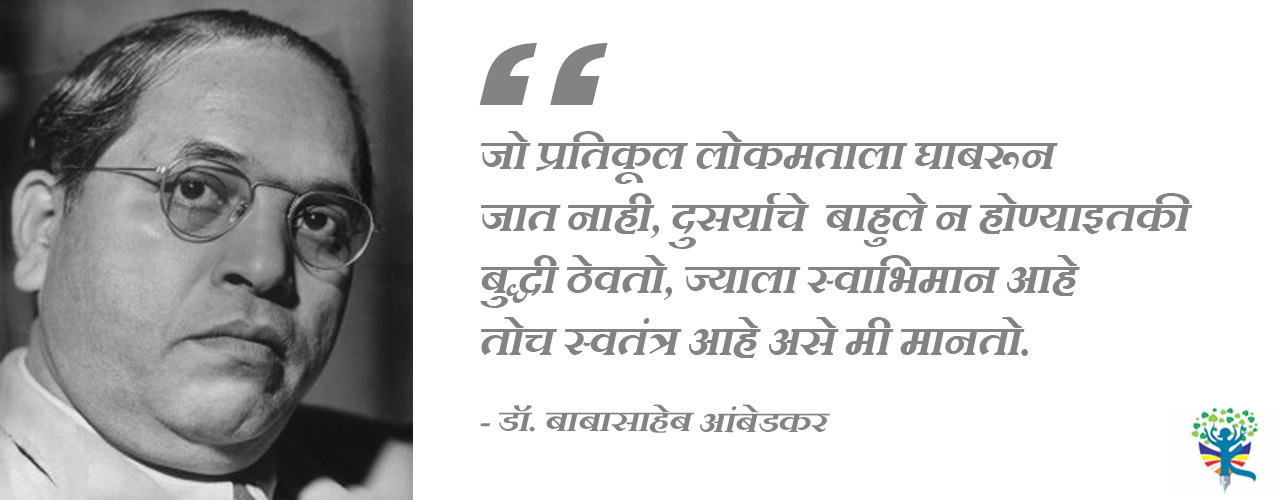 “
जो प्रतिकूल लोकमताला घाबरून
जात नाही, दुसर्याचे बाहुले न होण्याइतकी
बुद्धी ठेवतो, ज्याला स्वाभिमान आहे
तोच स्वतंत्र आहे असे मी मानतो.
- डॉ. बाबासाहेब आंबेडकर